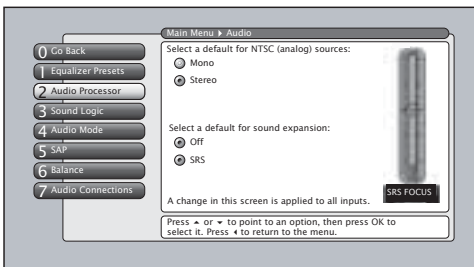 Main Menu ▸ Audio
0 Go Back
1 Equalizer Presets
2 Audio Processor
3 Sound Logic
4 Audio Mode
5 SAP
6 Balance
7 Audio Connections
Select a default for NTSC (analog) sources:
Mono
Stereo
Select a default for sound expansion:
Off
SRS
A change in this screen is applied to all inputs.
SRS FOCUS
Press ▴ or ▾ to point to an option, then press OK to
select it. Press ◂ to return to the menu.